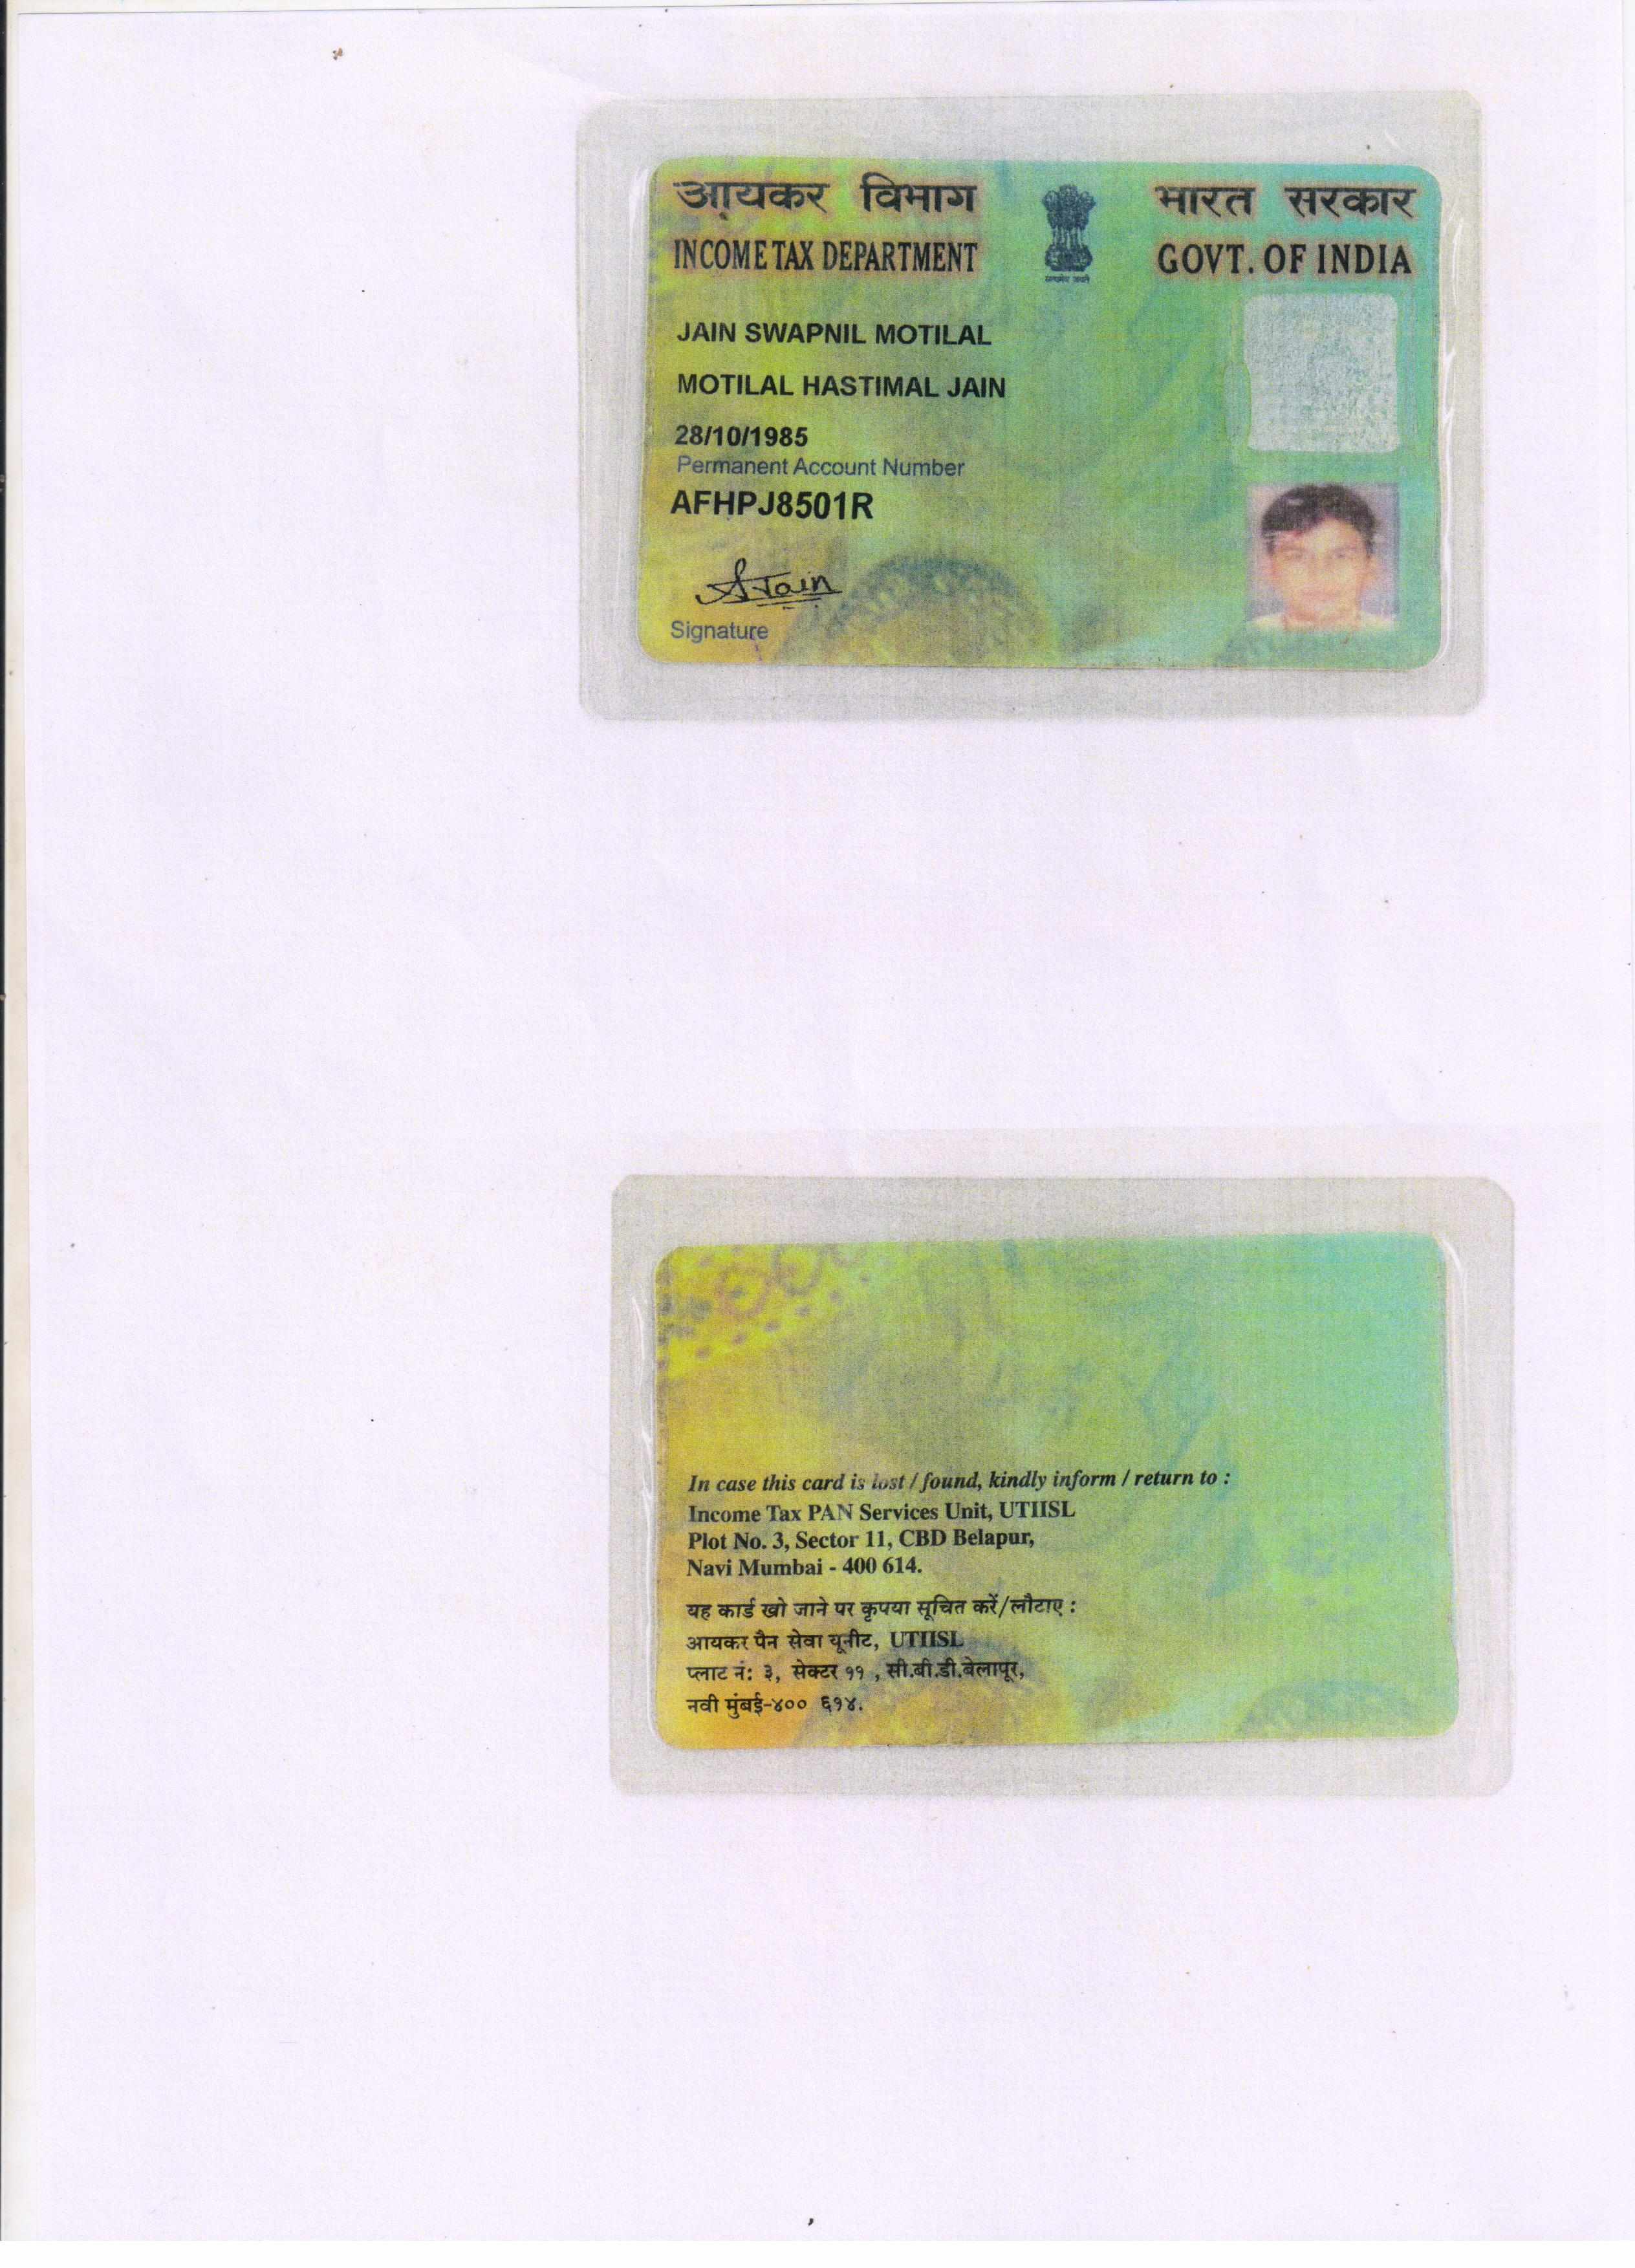 आयकर विभाग
भारत सरकार
INCOME TAX DEPARTMENT
GOVT. OF INDIA
JAIN SWAPNIL MOTILAL
MOTILAL HASTIMAL JAIN
28/10/1985
Permanent Account Number
AFHPJ8501R
SJain
Signature
In case this card is lost / found, kindly inform / return to :
Income Tax PAN Services Unit, UTIISL
Plot No. 3, Sector 11, CBD Belapur,
Navi Mumbai - 400 614.
यह कार्ड खो जाने पर कृपया सूचित करें/लौटाए :
आयकर पैन सेवा यूनीट, UTIISL
प्लाट नं: ३, सेक्टर ११ , सी.बी.डी.बेलापूर,
नवी मुंबई-४०० ६१४.